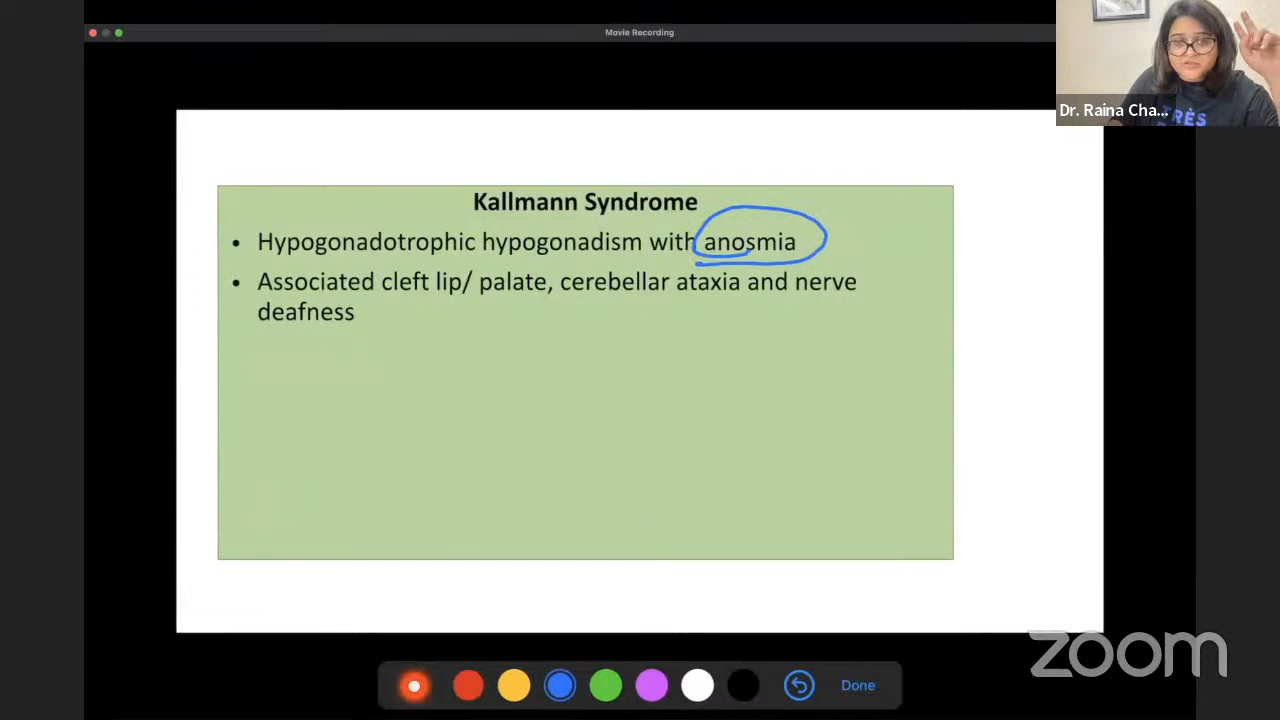 Movie Recording
Dr. Raina Cha...
TRÈS
Kallmann Syndrome
• Hypogonadotrophic hypogonadism with anosmia
• Associated cleft lip/ palate, cerebellar ataxia and nerve
deafness
zoom
Done